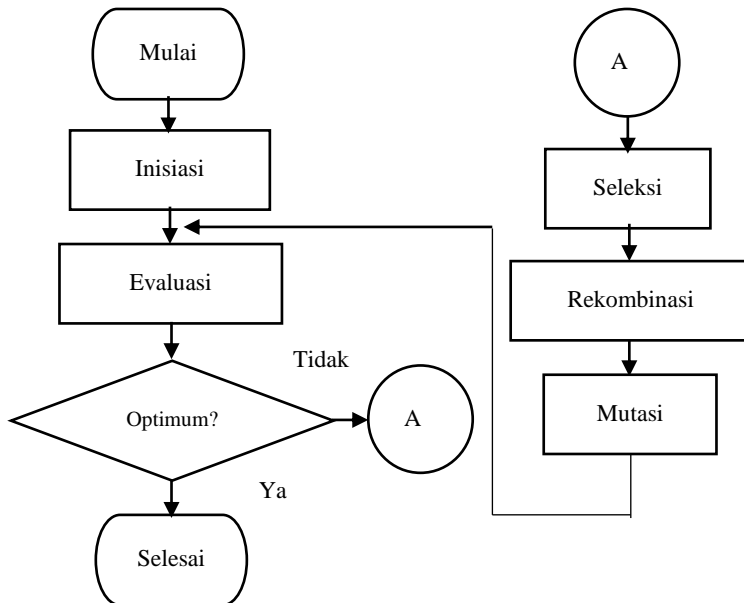 Mulai
Inisiasi
Evaluasi
Tidak
Optimum?
A
Ya
Selesai
A
Seleksi
Rekombinasi
Mutasi